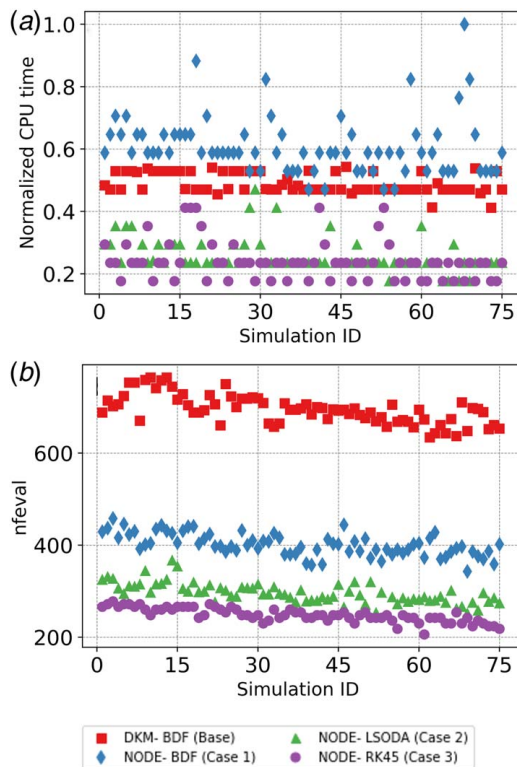 (a)
1.0
0.8
0.6
0.4
0.2
Normalized CPU time
0 15 30 45 60 75
Simulation ID
(b)
600
400
200
nfeval
0 15 30 45 60 75
Simulation ID
DKM- BDF (Base) NODE- LSODA (Case 2)
NODE- BDF (Case 1) NODE- RK45 (Case 3)